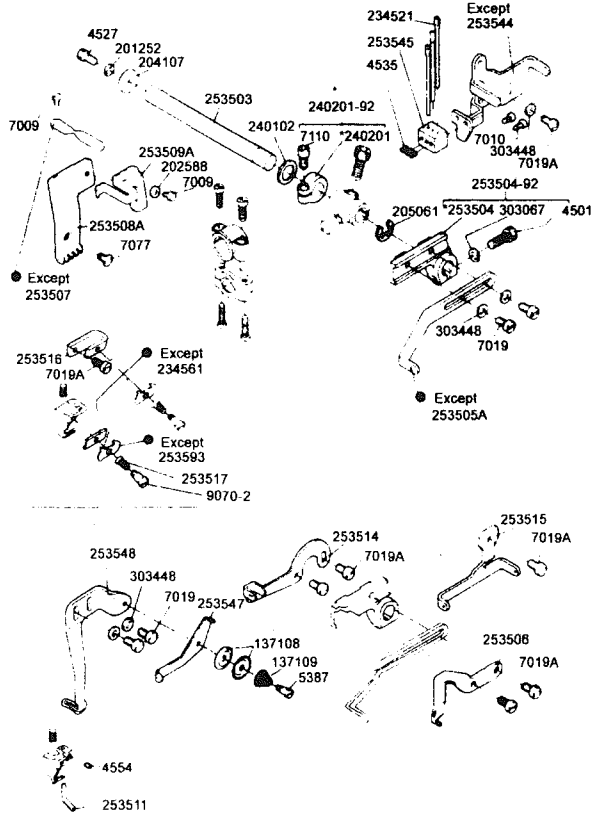 Except
253544
234521
4527
201252
204107
253545
4535
253503
240201-92
7009
240102
7110
*240201
7010
303448
7019A
253509A
202588
7009
253504-92
205061
*253504 303067 4501
253508A
7077
Except
253507
303448
7019
253516
7019A
Except
234561
Except
253505A
Except
253593
253517
9070-2
253514
253515
7019A
7019A
253548
303448
7019
253547
137108
137109
5387
253506
7019A
4554
253511